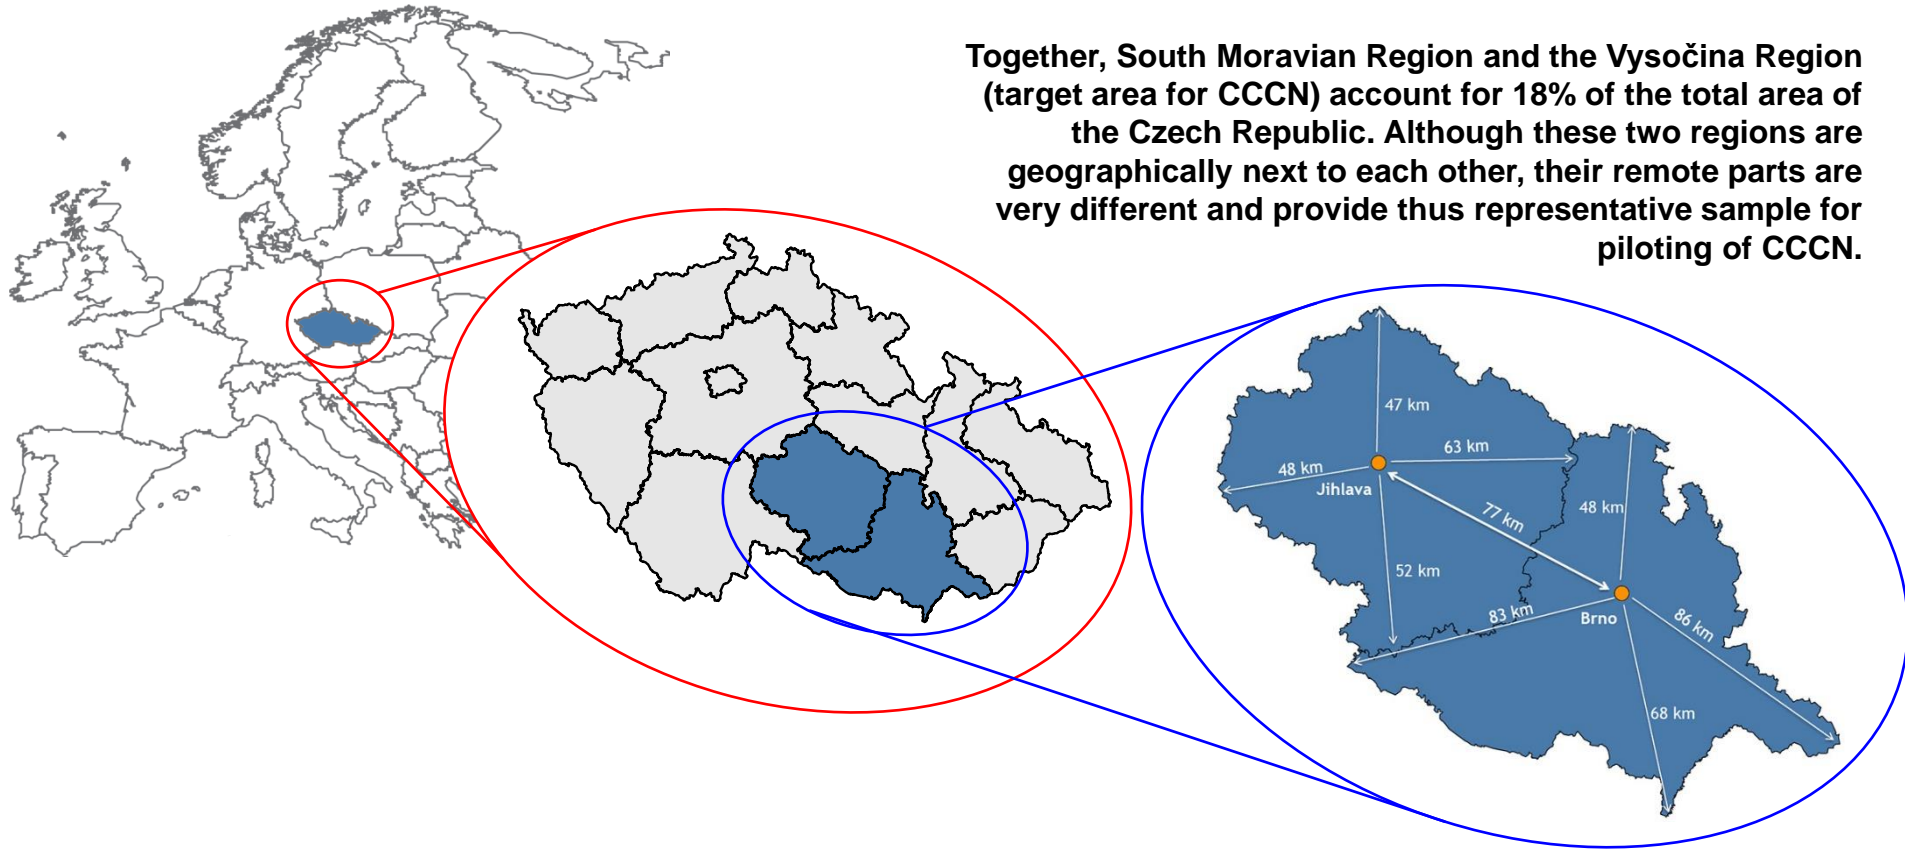 Together, South Moravian Region and the Vysočina Region
(target area for CCCN) account for 18% of the total area of
the Czech Republic. Although these two regions are
geographically next to each other, their remote parts are
very different and provide thus representative sample for
piloting of CCCN.
47 km
63 km
48 km
Jihlava
77 km
48 km
52 km
83 km
Brno
86 km
68 km